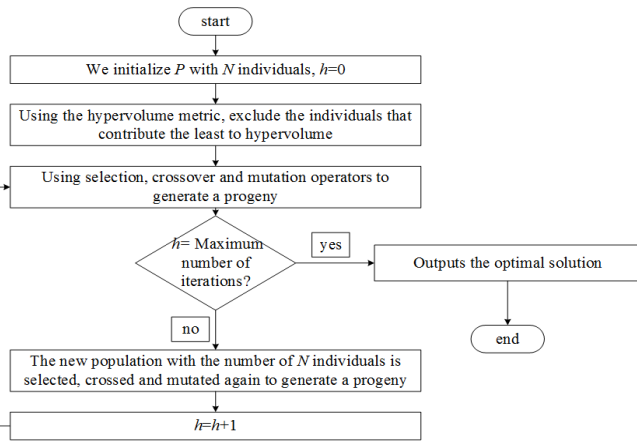 start
We initialize P with N individuals, h=0
Using the hypervolume metric, exclude the individuals that
contribute the least to hypervolume
Using selection, crossover and mutation operators to
generate a progeny
h= Maximum
number of
iterations?
yes
Outputs the optimal solution
end
no
The new population with the number of N individuals is
selected, crossed and mutated again to generate a progeny
h=h+1